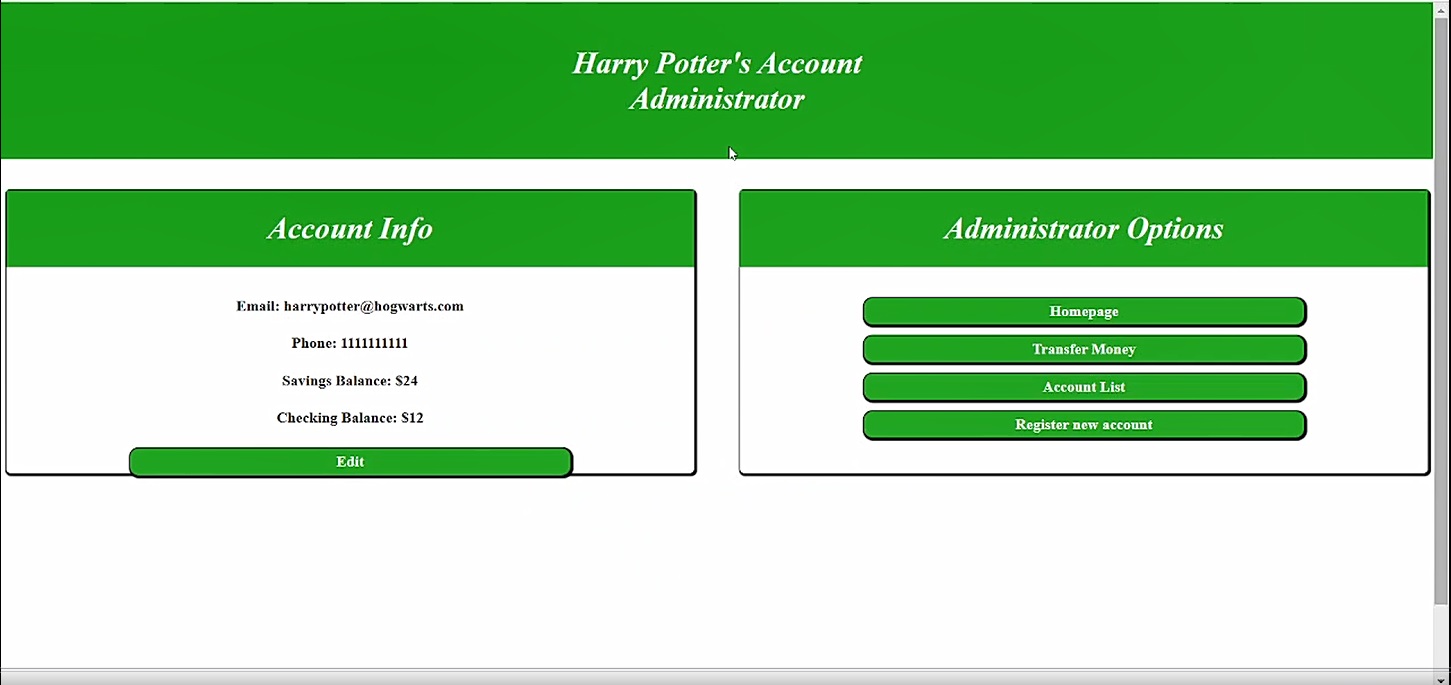 Harry Potter's Account
Administrator
Account Info
Email: harrypotter@hogwarts.com
Phone: 1111111111
Savings Balance: $24
Checking Balance: $12
Edit
Administrator Options
Homepage
Transfer Money
Account List
Register new account